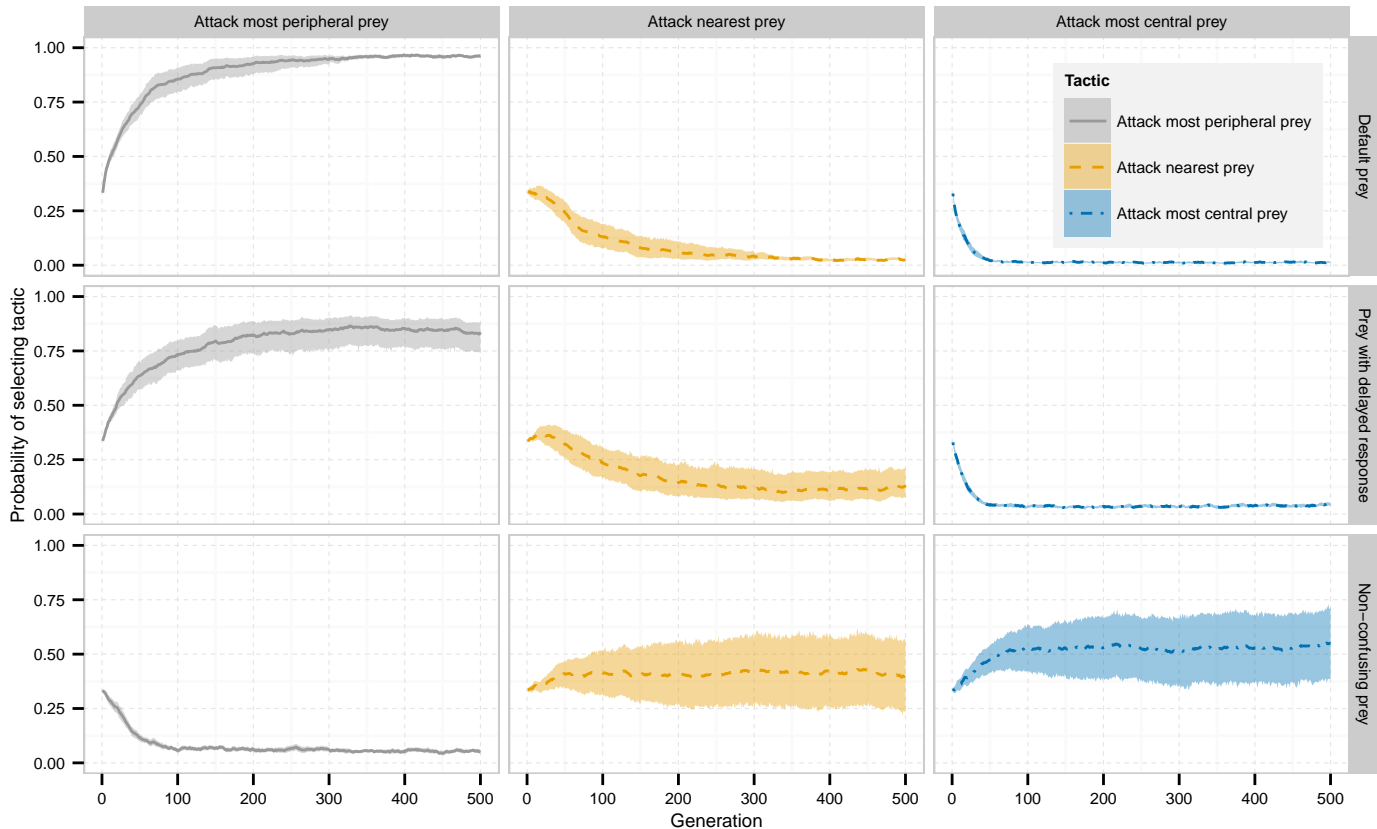 Attack most peripheral prey
Attack nearest prey
Attack most central prey
1.00
0.75
0.50
0.25
0.00
Tactic
Attack most peripheral prey
Attack nearest prey
Attack most central prey
Default prey
1.00
0.75
0.50
0.25
0.00
Probability of selecting tactic
Prey with delayed response
1.00
0.75
0.50
0.25
0.00
Non−confusing prey
0 100 200 300 400 500
0 100 200 300 400 500
0 100 200 300 400 500
Generation